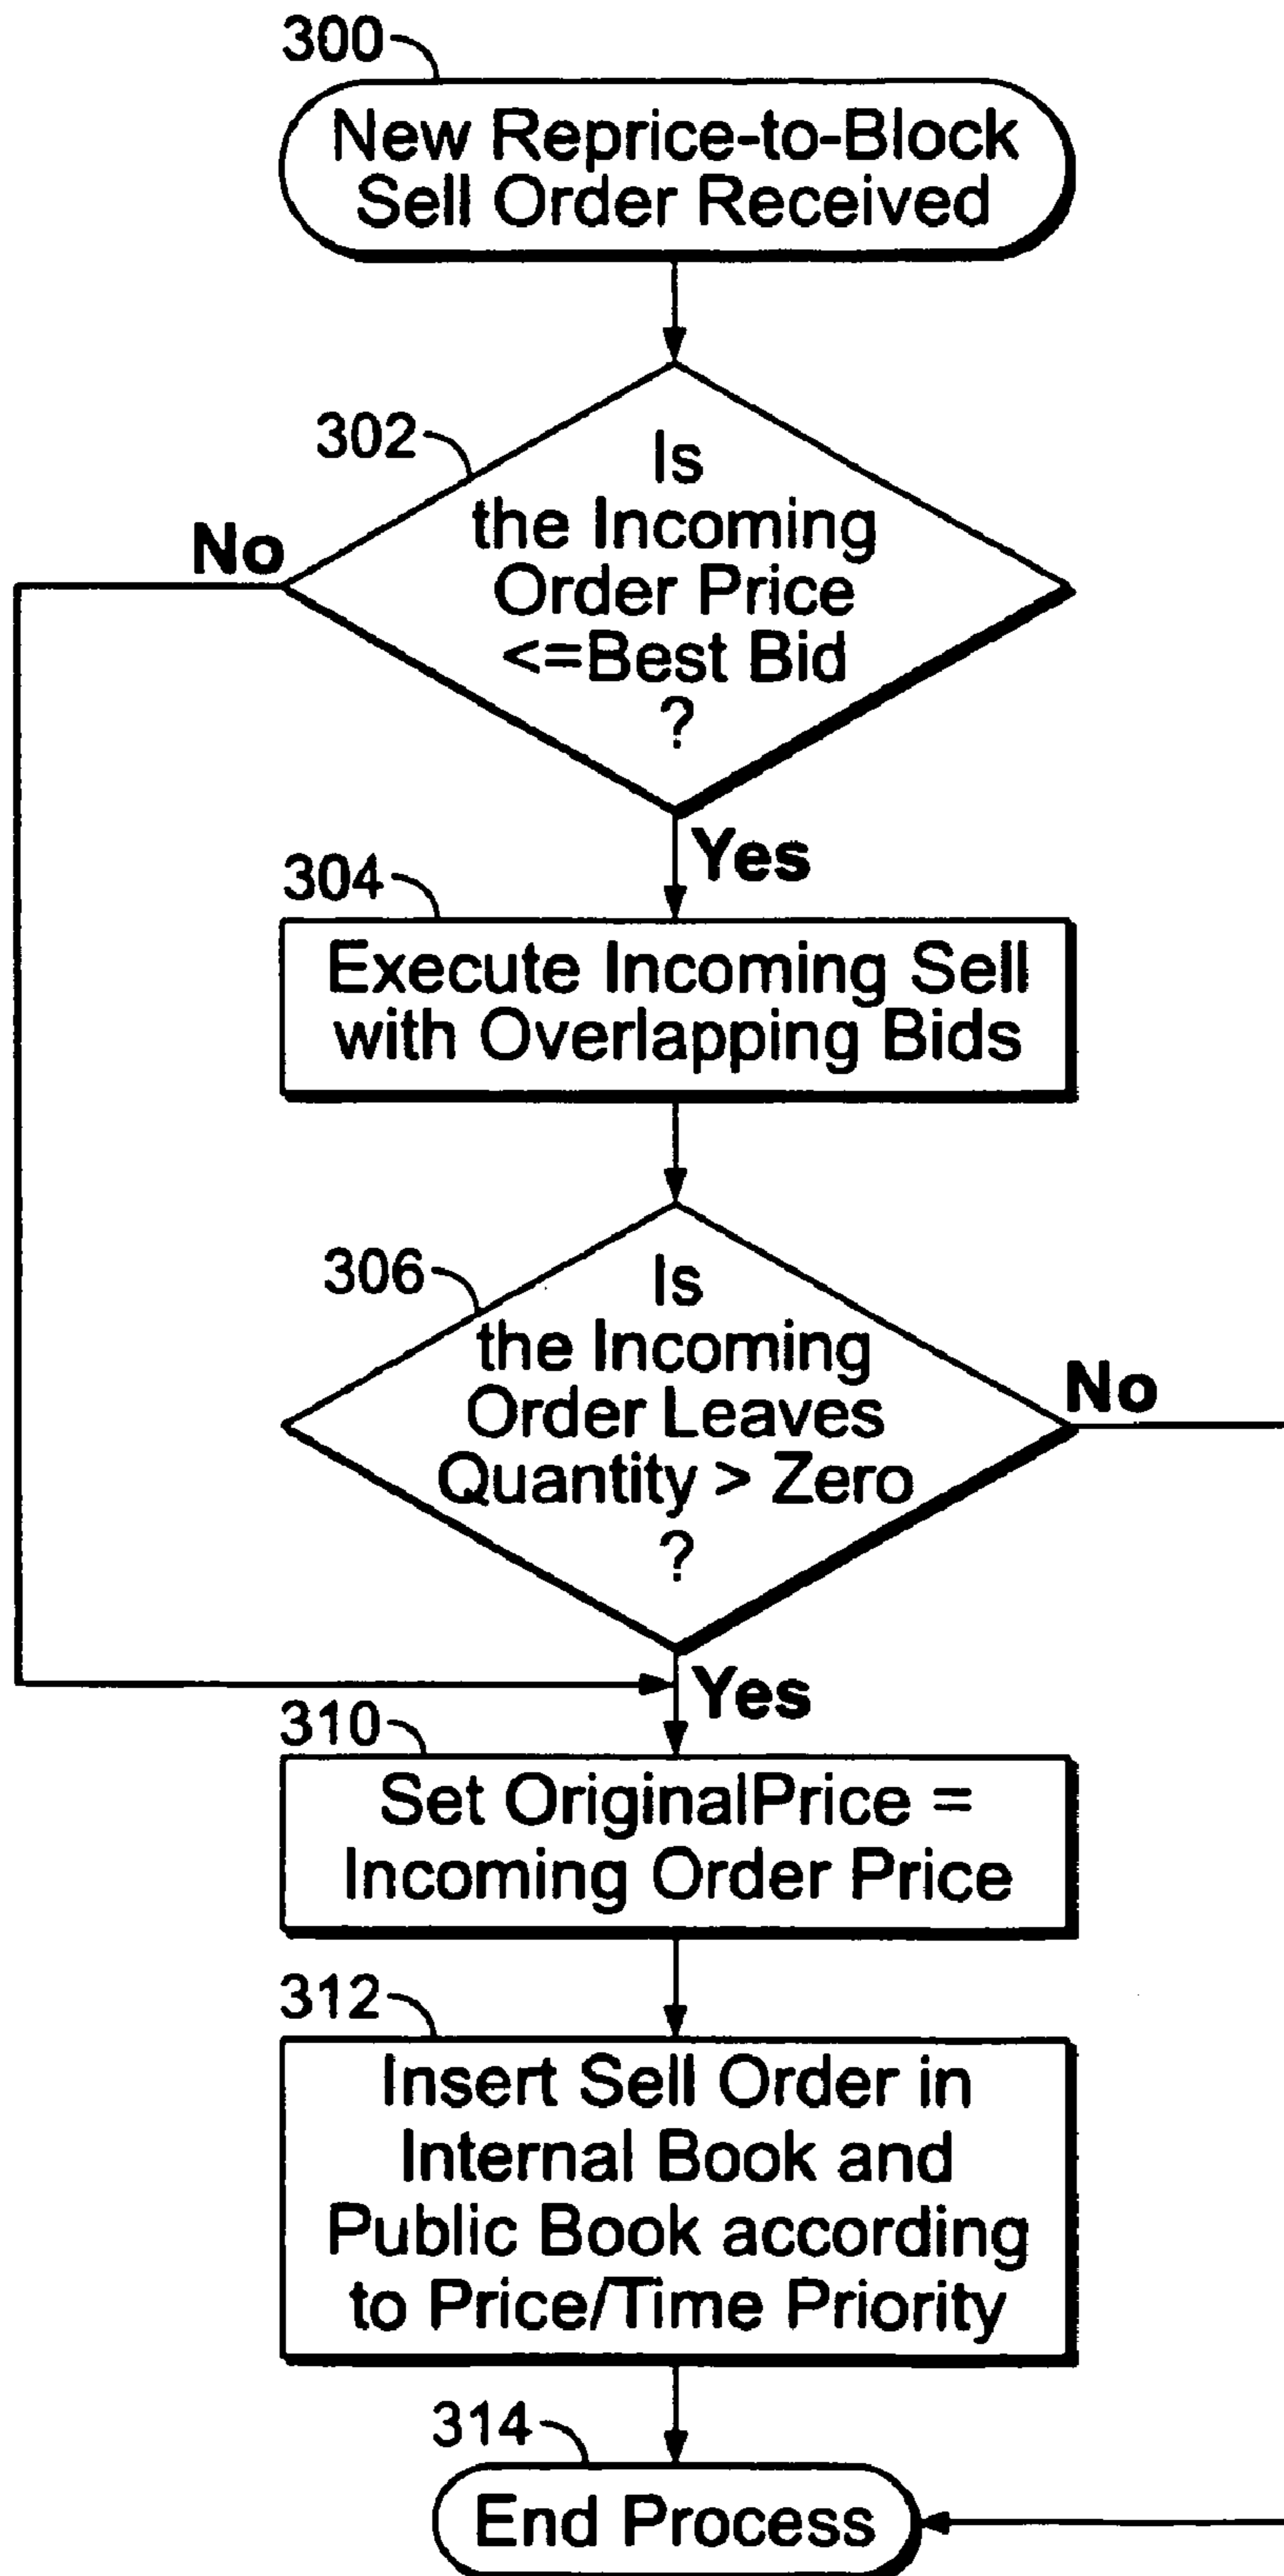 300
New Reprice-to-Block
Sell Order Received
302
Is
the Incoming
Order Price
<=Best Bid
?
No
Yes
304
Execute Incoming Sell
with Overlapping Bids
306
Is
the Incoming
Order Leaves
Quantity > Zero
?
No
Yes
310
Set OriginalPrice =
Incoming Order Price
312
Insert Sell Order in
Internal Book and
Public Book according
to Price/Time Priority
314
End Process